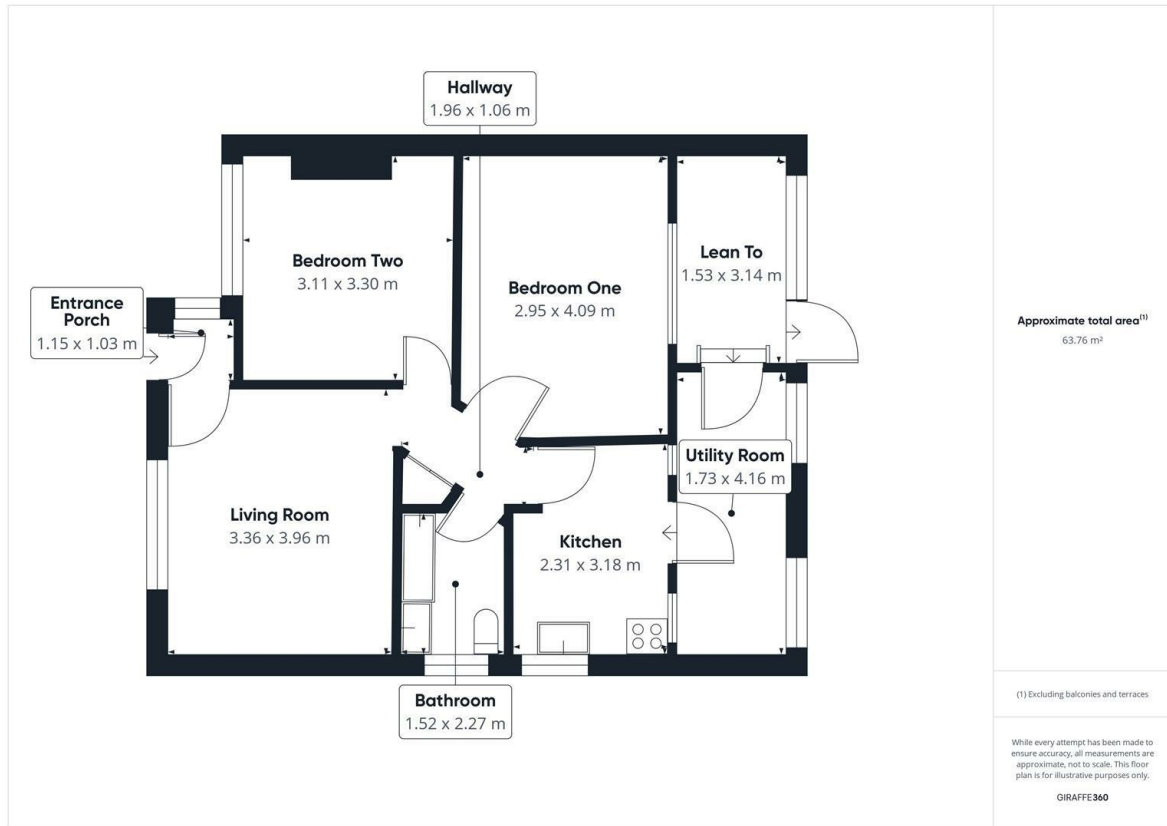 Hallway
1.96 x 1.06 m
Bedroom Two
3.11 x 3.30 m
Bedroom One
2.95 x 4.09 m
Lean To
1.53 x 3.14 m
Entrance
Porch
1.15 x 1.03 m
Utility Room
1.73 x 4.16 m
Living Room
3.36 x 3.96 m
Kitchen
2.31 x 3.18 m
Bathroom
1.52 x 2.27 m
Approximate total area(1)
63.76 m²
(1) Excluding balconies and terraces
While every attempt has been made to
ensure accuracy, all measurements are
approximate, not to scale. This floor
plan is for illustrative purposes only.
GIRAFFE360